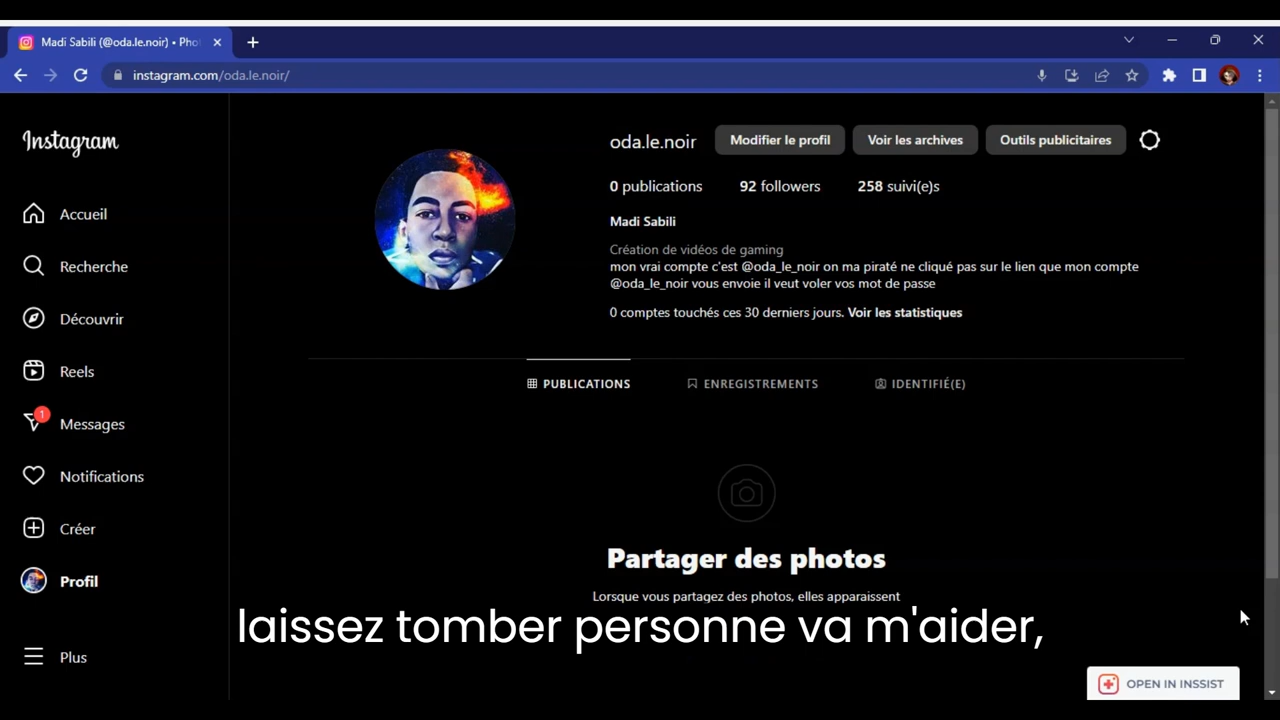 Madi Sabili (@oda.le.noir) • Pho
instagram.com/oda.le.noir/
Instagram
oda.le.noir
Modifier le profil
Voir les archives
Outils publicitaires
0 publications 92 followers 258 suivi(e)s
Madi Sabili
Création de vidéos de gaming
mon vrai compte c'est @oda_le_noir on ma piraté ne cliqué pas sur le lien que mon compte
@oda_le_noir vous envoie il veut voler vos mot de passe
0 comptes touchés ces 30 derniers jours. Voir les statistiques
Accueil
Recherche
Découvrir
Reels
1
Messages
Notifications
Créer
Profil
Plus
PUBLICATIONS ENREGISTREMENTS IDENTIFIÉ(E)
Partager des photos
Lorsque vous partagez des photos, elles apparaissent
laissez tomber personne va m'aider,
OPEN IN INSSIST